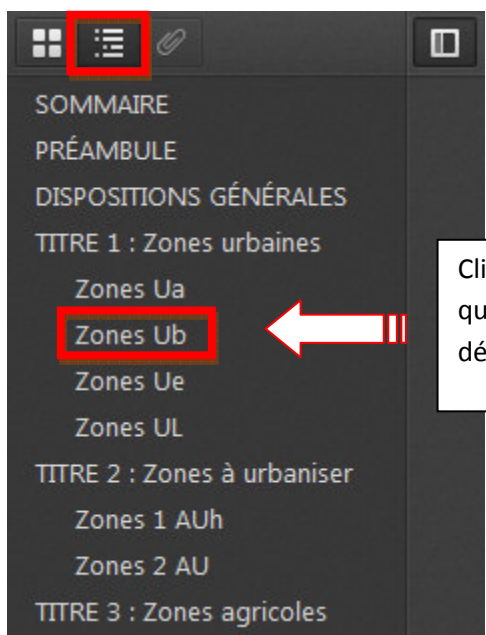 SOMMAIRE
PRÉAMBULE
DISPOSITIONS GÉNÉRALES
TITRE 1 : Zones urbaines
Zones Ua
Zones Ub
Zones Ue
Zones UL
TITRE 2 : Zones à urbaniser
Zones 1 AUh
Zones 2 AU
TITRE 3 : Zones agricoles